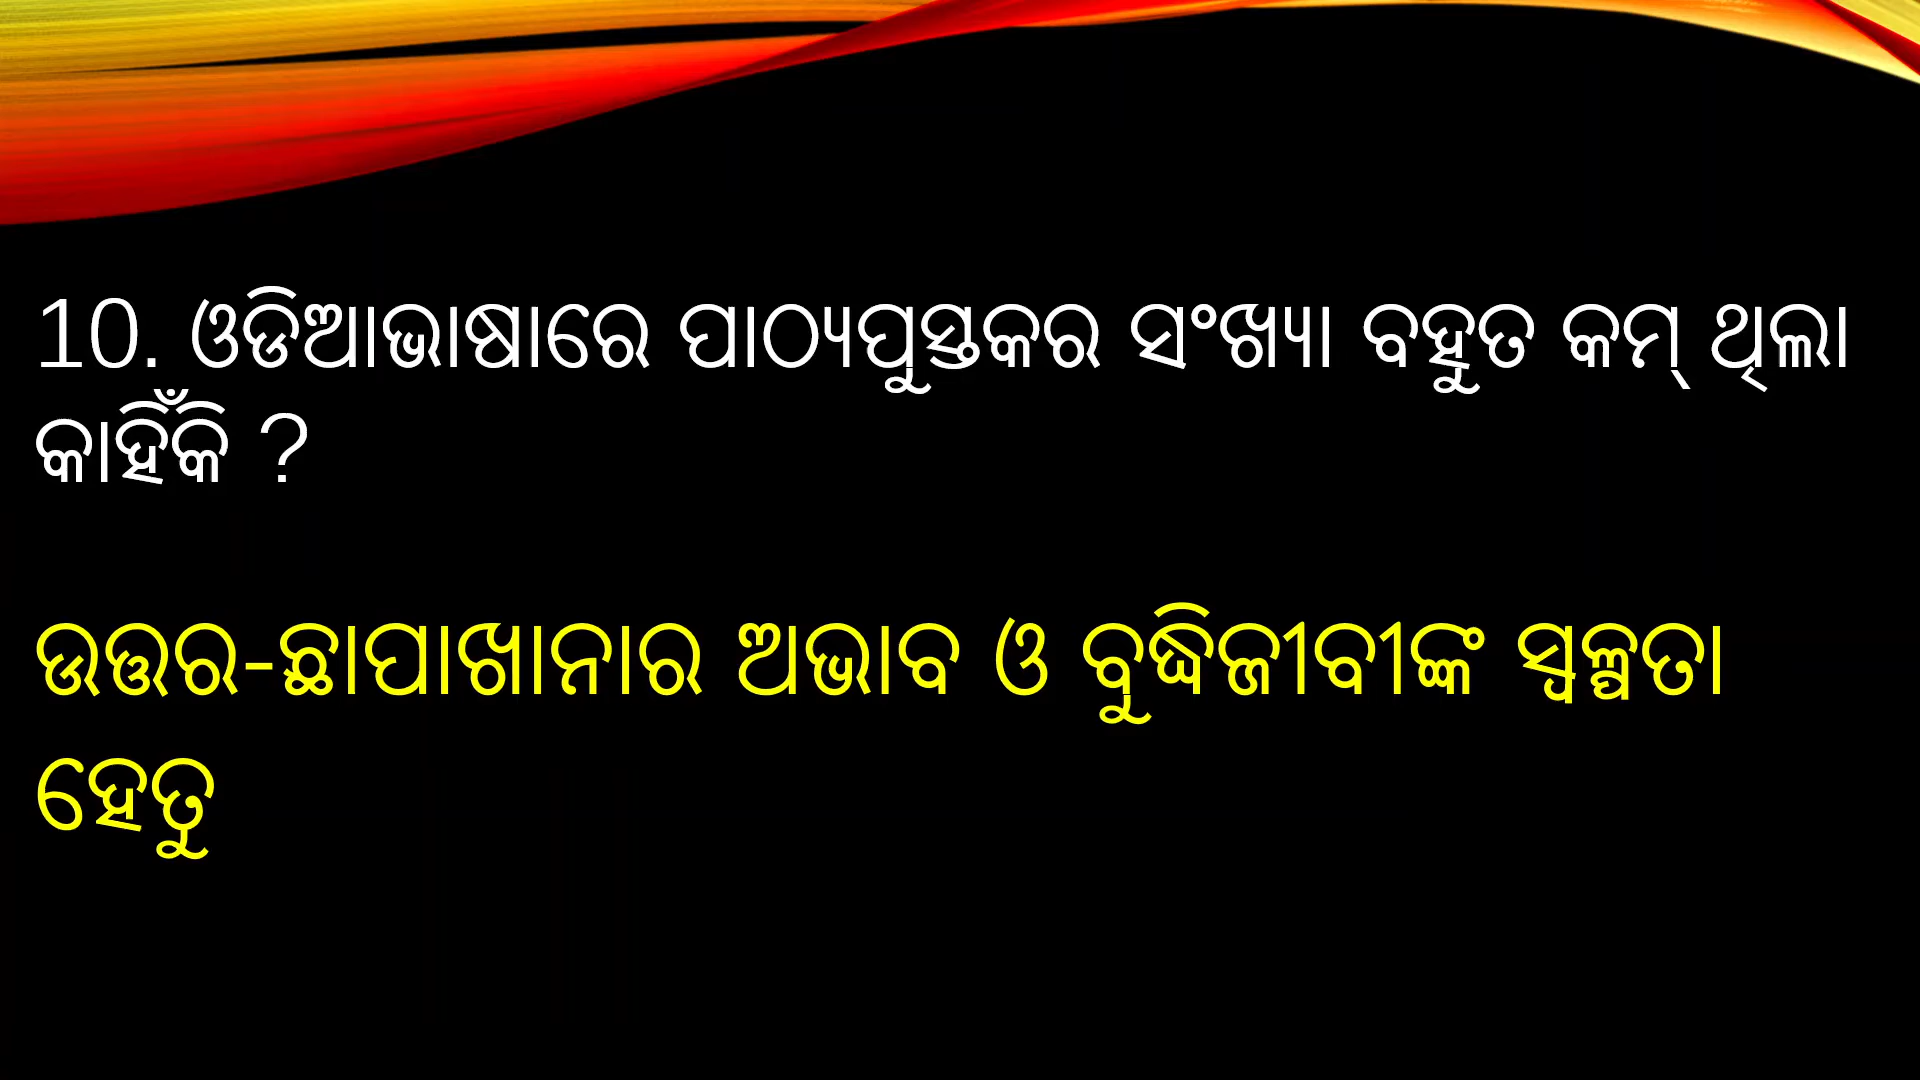 10. ଓଡିଆଭାଷାରେ ପାଠ୍ୟପୁସ୍ତକର ସଂଖ୍ୟା ବହୁତ କମ୍ ଥିଲା
କାହିଁକି ?
ଉତ୍ତର-ଛାପାଖାନାର ଅଭାବ ଓ ବୁଦ୍ଧିଜୀବୀଙ୍କ ସ୍ୱଳ୍ପତା
ହେତୁ